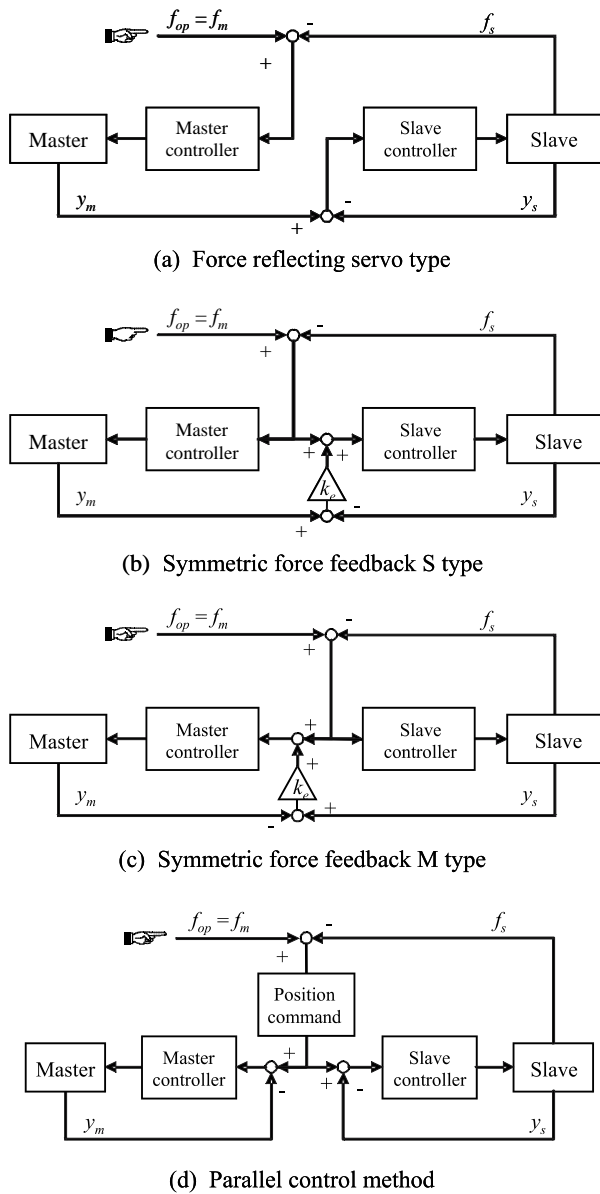 f_op = f_m
-
f_s
+
Master
Master controller
Slave controller
Slave
y_m
-
y_s
+
(a) Force reflecting servo type
f_op = f_m
-
f_s
+
Master
Master controller
Slave controller
Slave
+
+
k_e
y_m
-
y_s
+
(b) Symmetric force feedback S type
f_op = f_m
-
f_s
+
Master
Master controller
+
Slave controller
Slave
+
k_e
y_m
+
y_s
-
(c) Symmetric force feedback M type
f_op = f_m
-
f_s
+
Position command
Master
Master controller
+
+
Slave controller
Slave
-
-
y_m
y_s
(d) Parallel control method